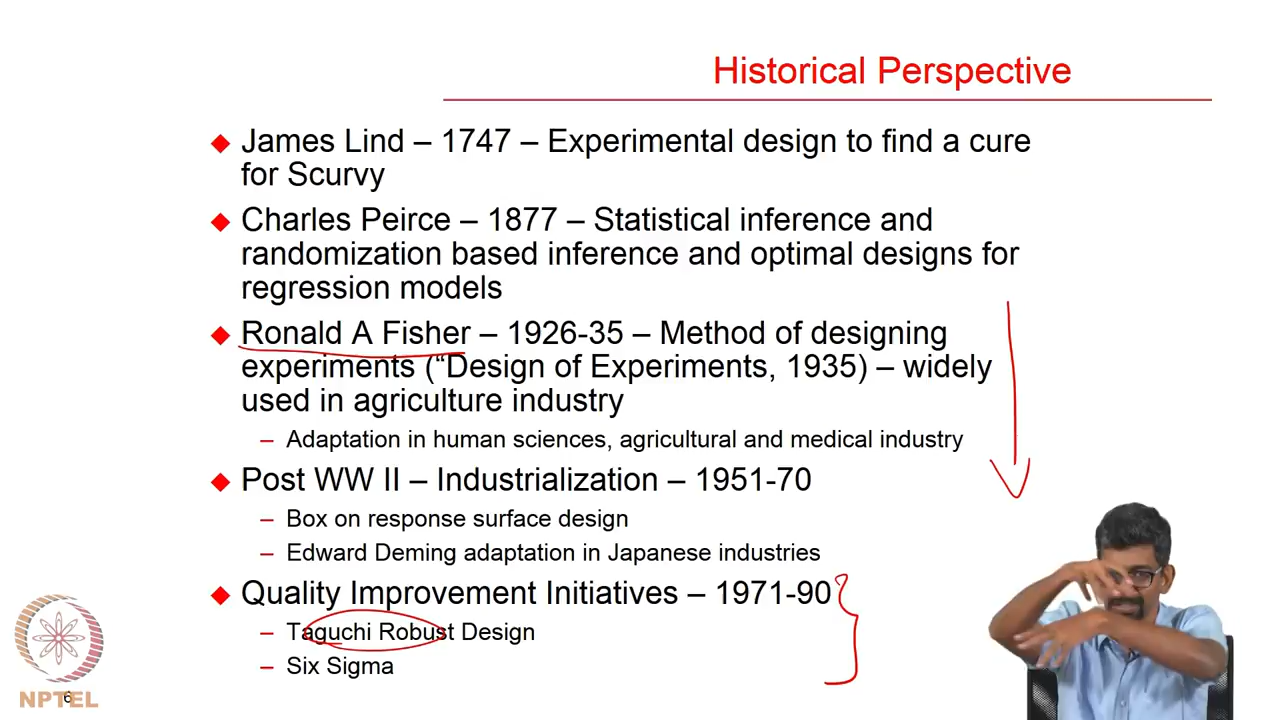 Historical Perspective
James Lind – 1747 – Experimental design to find a cure
for Scurvy
Charles Peirce – 1877 – Statistical inference and
randomization based inference and optimal designs for
regression models
Ronald A Fisher – 1926-35 – Method of designing
experiments (“Design of Experiments, 1935) – widely
used in agriculture industry
– Adaptation in human sciences, agricultural and medical industry
Post WW II – Industrialization – 1951-70
– Box on response surface design
– Edward Deming adaptation in Japanese industries
Quality Improvement Initiatives – 1971-90
– Taguchi Robust Design
– Six Sigma
NPTEL
6